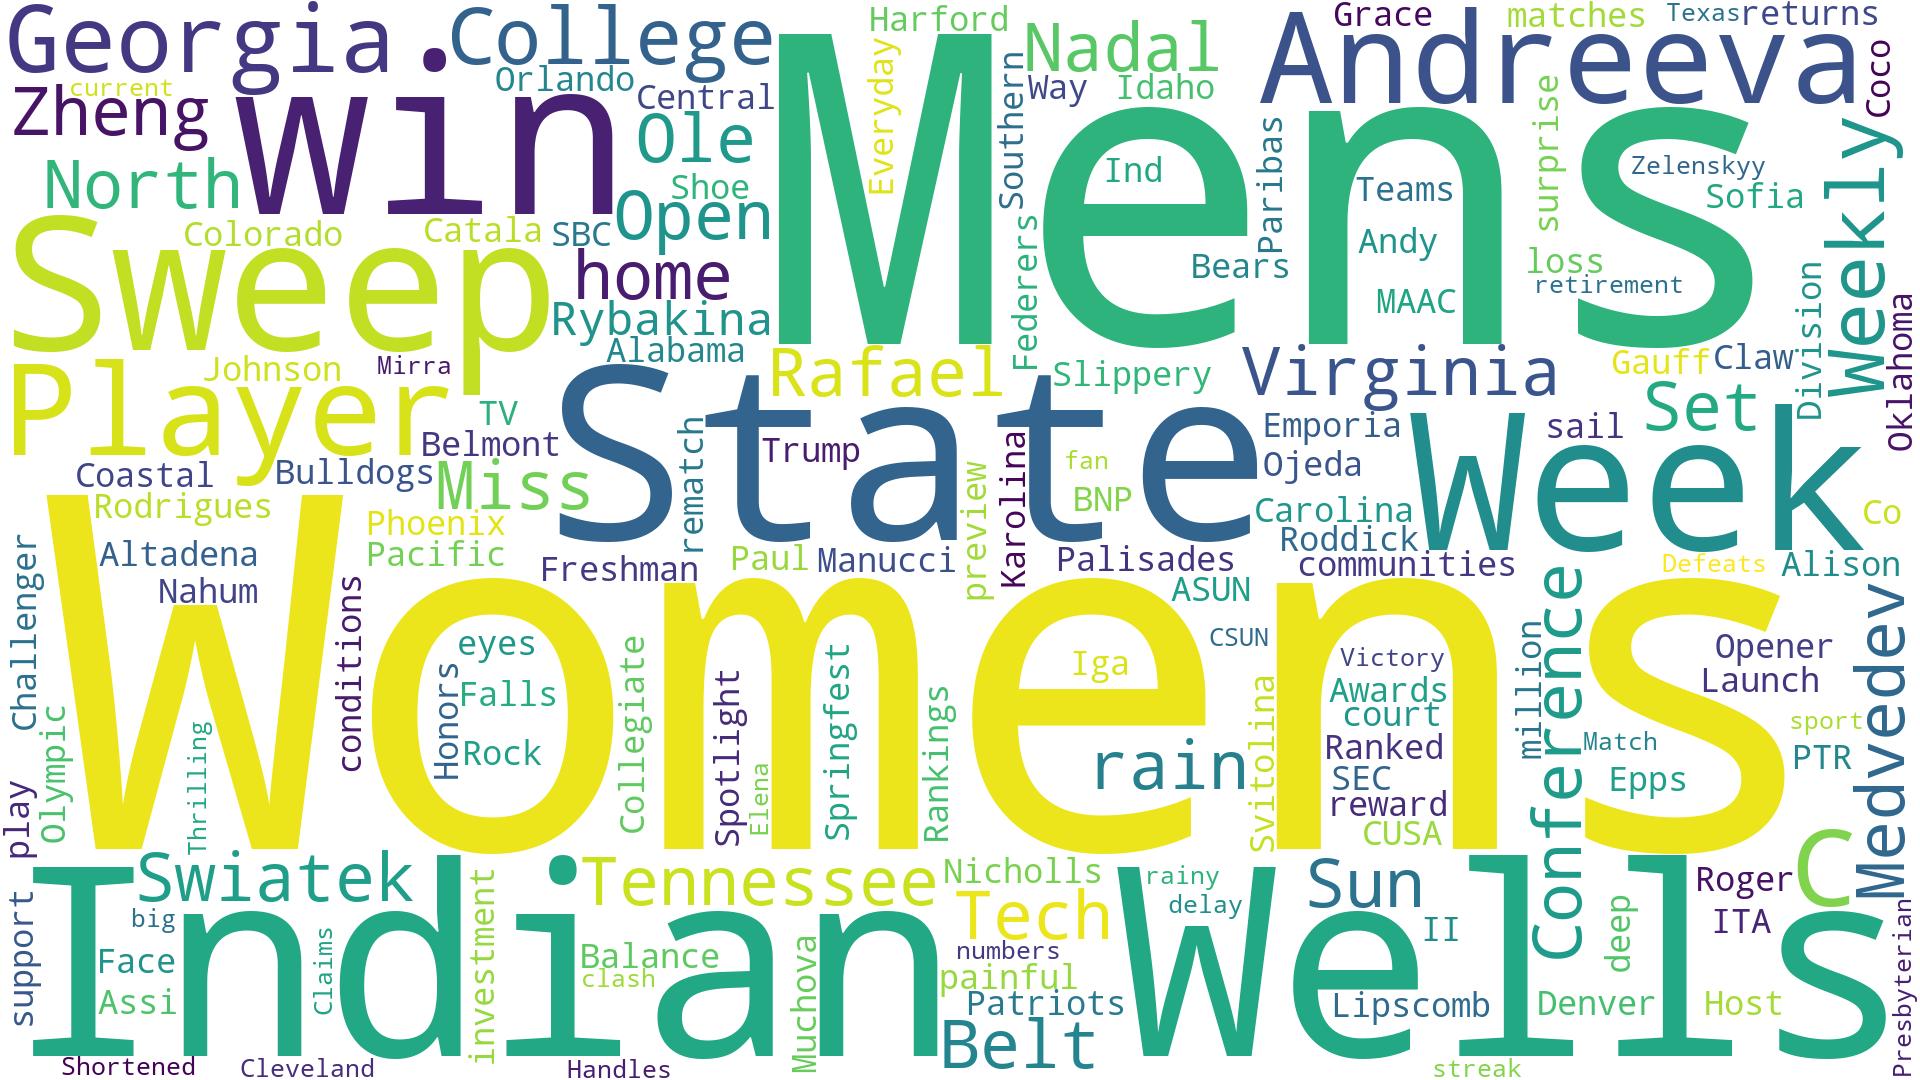 Georgia
College
Harford
Nadal
Andreeva
Grace
matches
Texas
returns
current
Zheng
win
Orlando
Central
Ole
Mens
Everyday
Southern
Way
Idaho
Coco
North
Shoe
Open
Ind
Paribas
Teams
surprise
Zelenskyy
Sofia
Weekly
Sweep
Colorado
Catala
SBC
home
Federers
Bears
Andy
MAAC
loss
retirement
Division
Oklahoma
Rybakina
Alabama
Player
Johnson
Mirra
Rafael
Slippery
Virginia
Gauff
Claw
Set
TV
Belmont
State
rematch
Trump
Karolina
fan
BNP
Emporia
Ojeda
sail
Week
Coastal
Bulldogs
Miss
preview
Carolina
Roddick
Co
Rodrigues
Phoenix
Pacific
Altadena
Nahum
Freshman
Paul
Manucci
Palisades
communities
Defeats
Alison
ASUN
Challenger
Womens
conditions
eyes
Honors
Falls
Rock
Collegiate
Spotlight
Elena
Springfest
Rankings
Iga
CSUN
rain
Svitolina
Victory
Awards
court
Ranked
SEC
reward
CUSA
million
Conference
Match
Epps
Opener
Launch
sport
PTR
Medvedev
Olympic
play
Thrilling
Swiatek
Tennessee
Nicholls
Tech
rainy
delay
Sun
II
Roger
ITA
C
support
big
Face
Assi
Indian
Claims
investment
Balance
clash
Muchova
numbers
painful
Patriots
Belt
Wells
Lipscomb
deep
Denver
Host
Presbyterian
Shortened
Cleveland
Handles
streak